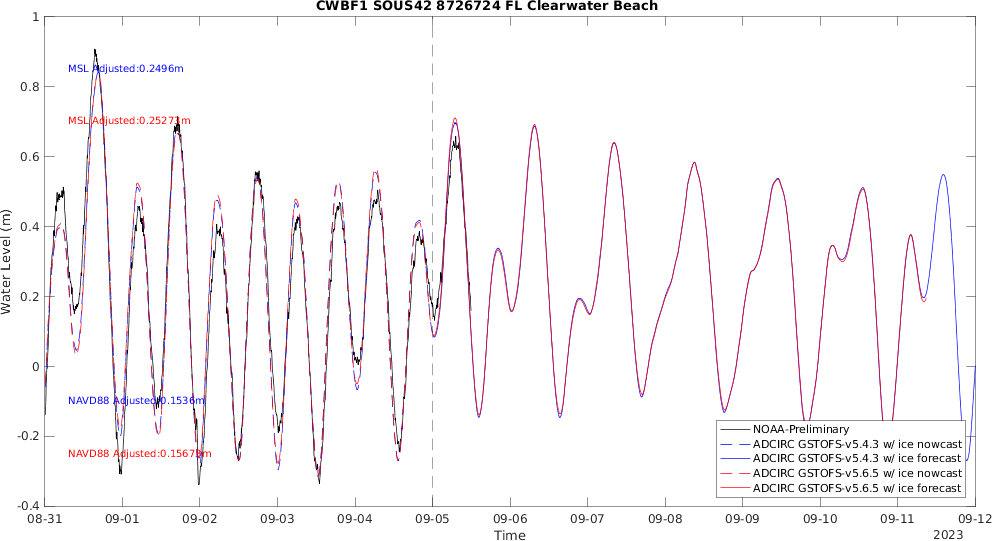 CWBF1 SOUS42 8726724 FL Clearwater Beach
Water Level (m)
1
0.8
0.6
0.4
0.2
0
-0.2
-0.4
MSL Adjusted:0.2496m
MSL Adjusted:0.25273m
NAVD88 Adjusted:0.1536m
NAVD88 Adjusted:0.15673m
NOAA-Preliminary
ADCIRC GSTOFS-v5.4.3 w/ ice nowcast
ADCIRC GSTOFS-v5.4.3 w/ ice forecast
ADCIRC GSTOFS-v5.6.5 w/ ice nowcast
ADCIRC GSTOFS-v5.6.5 w/ ice forecast
08-31 09-01 09-02 09-03 09-04 09-05 09-06 09-07 09-08 09-09 09-10 09-11 09-12
Time
2023